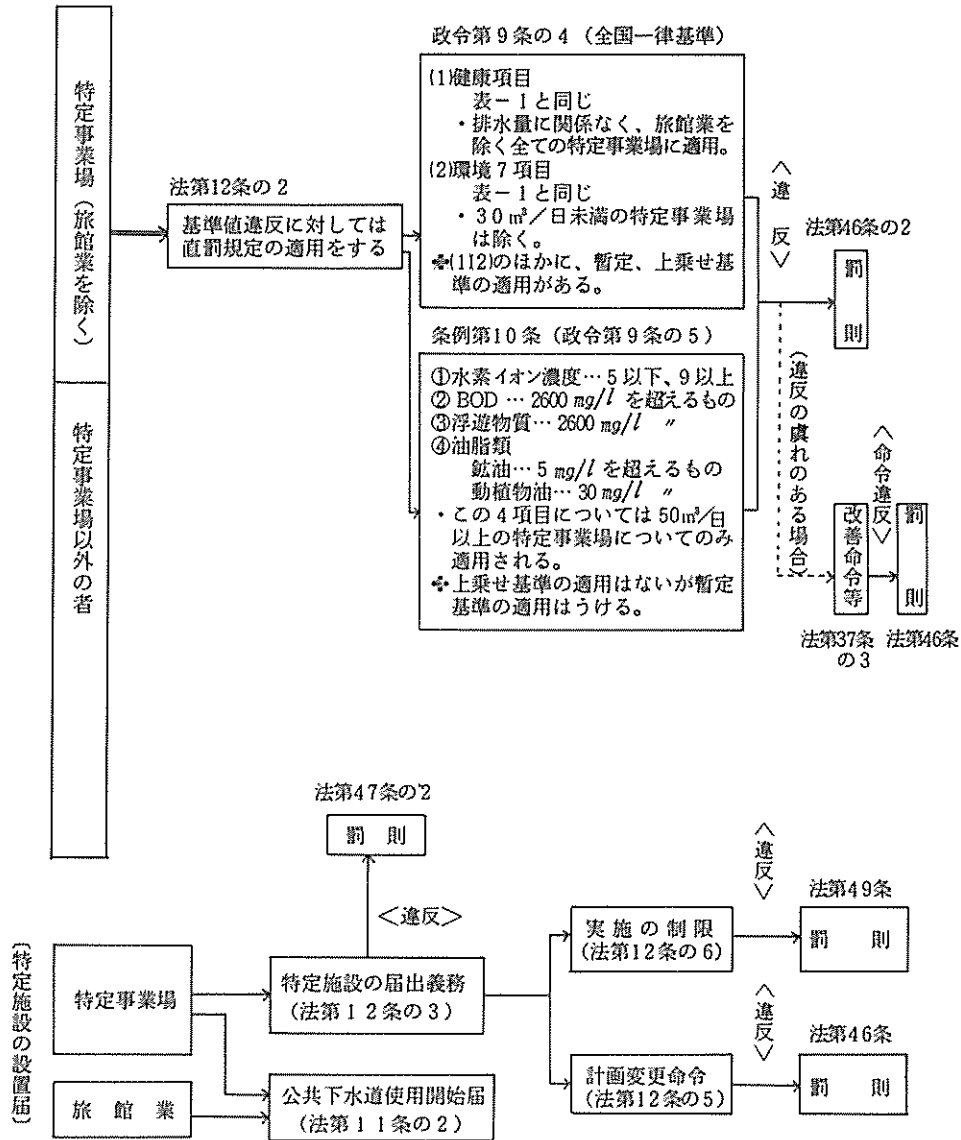 特定事業場（旅館業を除く）
特定事業場以外の者
法第12条の2
基準値違反に対しては
直罰規定の適用をする
政令第9条の4（全国一律基準）
(1)健康項目
表－1と同じ
・排水量に関係なく、旅館業を
除く全ての特定事業場に適用。
(2)環境7項目
表－1と同じ
・30㎥／日未満の特定事業場
は除く。
✤(1)(2)のほかに、暫定、上乗せ基
準の適用がある。
条例第10条（政令第9条の5）
①水素イオン濃度…5以下、9以上
②BOD…2600mg/lを超えるもの
③浮遊物質…2600mg/l 〃
④油脂類
鉱油…5mg/lを超えるもの
動植物油…30mg/l 〃
・この4項目については50㎥/日
以上の特定事業場についてのみ
適用される。
✤上乗せ基準の適用はないが暫定
基準の適用はうける。
〈違反〉
法第46条の2
罰則
（違反の虞れのある場合）
改善命令等
法第37条
の3
〈命令違反〉
罰則
法第46条
〔特定施設の設置届〕
特定事業場
旅館業
法第47条の2
罰則
＜違反＞
特定施設の届出義務
（法第12条の3）
公共下水道使用開始届
（法第11条の2）
実施の制限
（法第12条の6）
〈違反〉
法第49条
罰則
計画変更命令
（法第12条の5）
〈違反〉
法第46条
罰則